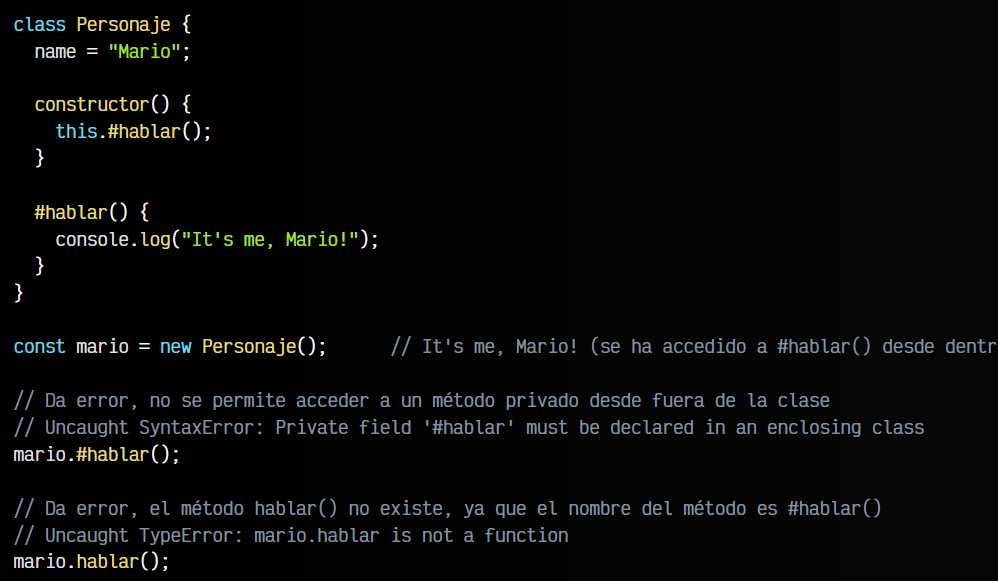 class Personaje {
  name = "Mario";

  constructor() {
    this.#hablar();
  }

  #hablar() {
    console.log("It's me, Mario!");
  }
}

const mario = new Personaje();      // It's me, Mario! (se ha accedido a #hablar() desde dentr

// Da error, no se permite acceder a un método privado desde fuera de la clase
// Uncaught SyntaxError: Private field '#hablar' must be declared in an enclosing class
mario.#hablar();

// Da error, el método hablar() no existe, ya que el nombre del método es #hablar()
// Uncaught TypeError: mario.hablar is not a function
mario.hablar();